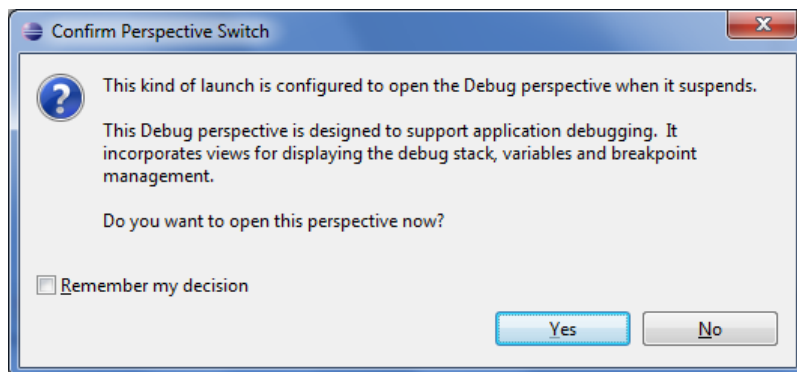 Confirm Perspective Switch
This kind of launch is configured to open the Debug perspective when it suspends.
This Debug perspective is designed to support application debugging.  It
incorporates views for displaying the debug stack, variables and breakpoint
management.
Do you want to open this perspective now?
Remember my decision
Yes
No